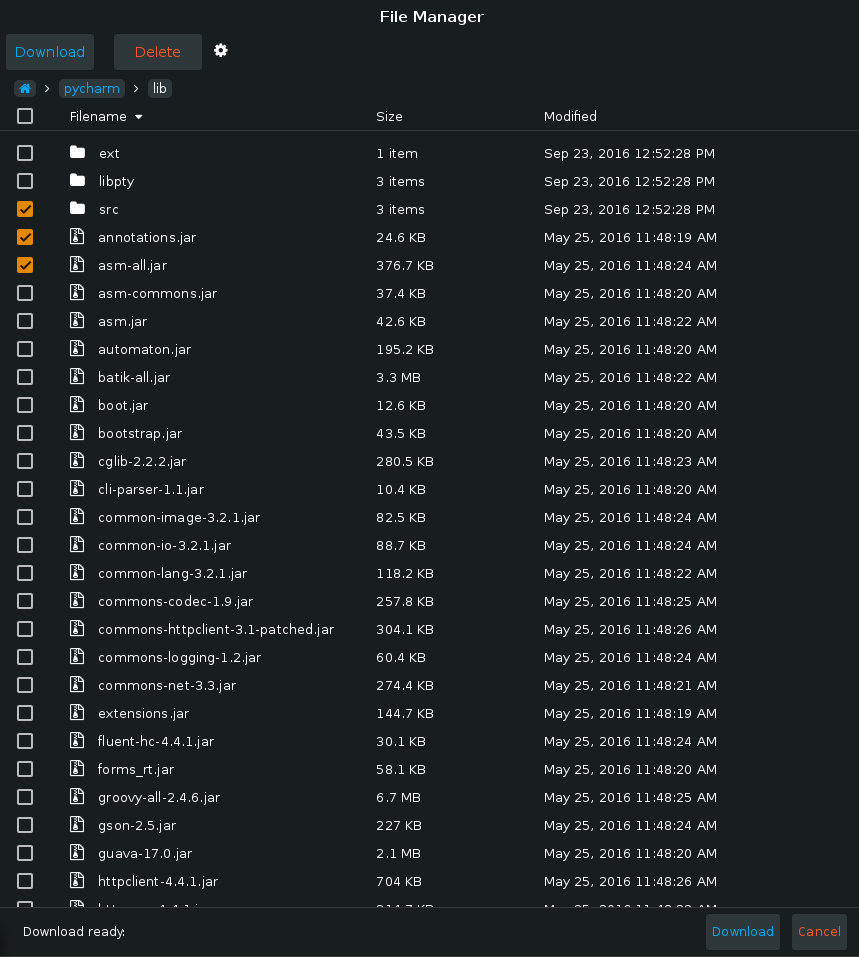 File Manager
Download Delete
pycharm lib
Filename Size Modified
ext 1 item Sep 23, 2016 12:52:28 PM
libpty 3 items Sep 23, 2016 12:52:28 PM
src 3 items Sep 23, 2016 12:52:28 PM
annotations.jar 24.6 KB May 25, 2016 11:48:19 AM
asm-all.jar 376.7 KB May 25, 2016 11:48:24 AM
asm-commons.jar 37.4 KB May 25, 2016 11:48:20 AM
asm.jar 42.6 KB May 25, 2016 11:48:22 AM
automaton.jar 195.2 KB May 25, 2016 11:48:20 AM
batik-all.jar 3.3 MB May 25, 2016 11:48:22 AM
boot.jar 12.6 KB May 25, 2016 11:48:20 AM
bootstrap.jar 43.5 KB May 25, 2016 11:48:20 AM
cglib-2.2.2.jar 280.5 KB May 25, 2016 11:48:23 AM
cli-parser-1.1.jar 10.4 KB May 25, 2016 11:48:20 AM
common-image-3.2.1.jar 82.5 KB May 25, 2016 11:48:24 AM
common-io-3.2.1.jar 88.7 KB May 25, 2016 11:48:24 AM
common-lang-3.2.1.jar 118.2 KB May 25, 2016 11:48:22 AM
commons-codec-1.9.jar 257.8 KB May 25, 2016 11:48:25 AM
commons-httpclient-3.1-patched.jar 304.1 KB May 25, 2016 11:48:26 AM
commons-logging-1.2.jar 60.4 KB May 25, 2016 11:48:24 AM
commons-net-3.3.jar 274.4 KB May 25, 2016 11:48:21 AM
extensions.jar 144.7 KB May 25, 2016 11:48:19 AM
fluent-hc-4.4.1.jar 30.1 KB May 25, 2016 11:48:24 AM
forms_rt.jar 58.1 KB May 25, 2016 11:48:20 AM
groovy-all-2.4.6.jar 6.7 MB May 25, 2016 11:48:25 AM
gson-2.5.jar 227 KB May 25, 2016 11:48:24 AM
guava-17.0.jar 2.1 MB May 25, 2016 11:48:20 AM
httpclient-4.4.1.jar 704 KB May 25, 2016 11:48:26 AM
Download ready: Download Cancel